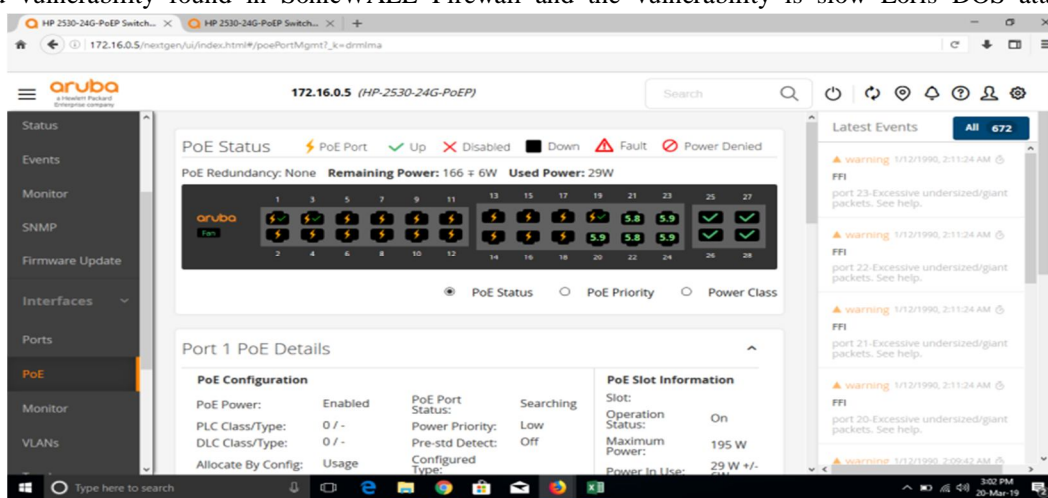 vulnerability found in SonicWALL Firewall and the vulnerability is slow Loris DOS
HP 2530-24G-PoEP Switch... × HP 2530-24G-PoEP Switch... × +
172.16.0.5/nextgen/ui/index.html#/poePortMgmt?_k=drmlma
aruba
a Hewlett Packard
Enterprise company
172.16.0.5 (HP-2530-24G-PoEP)
Search
Status
Events
Monitor
SNMP
Firmware Update
Interfaces
Ports
PoE
Monitor
VLANs
PoE Status PoE Port Up Disabled Down Fault Power Denied
PoE Redundancy: None Remaining Power: 166 ∓ 6W Used Power: 29W
1 3 5 7 9 11 13 15 17 19 21 23 25 27
aruba 5.8 5.9
Fan 5.9 5.8 5.9
2 4 6 8 10 12 14 16 18 20 22 24 26 28
PoE Status PoE Priority Power Class
Port 1 PoE Details
PoE Configuration
PoE Power: Enabled
PLC Class/Type: 0 / -
DLC Class/Type: 0 / -
Allocate By Config: Usage
PoE Port
Status: Searching
Power Priority: Low
Pre-std Detect: Off
Configured
Type:
PoE Slot Information
Slot:
Operation
Status: On
Maximum
Power: 195 W
Power In Use: 29 W +/-
Latest Events All 672
warning 1/12/1990, 2:11:24 AM
FFI
port 23-Excessive undersized/giant
packets. See help.
warning 1/12/1990, 2:11:24 AM
FFI
port 22-Excessive undersized/giant
packets. See help.
warning 1/12/1990, 2:11:24 AM
FFI
port 21-Excessive undersized/giant
packets. See help.
warning 1/12/1990, 2:11:24 AM
FFI
port 20-Excessive undersized/giant
packets. See help.
warning 1/12/1990, 2:09:42 AM
Type here to search
3:02 PM
20-Mar-19